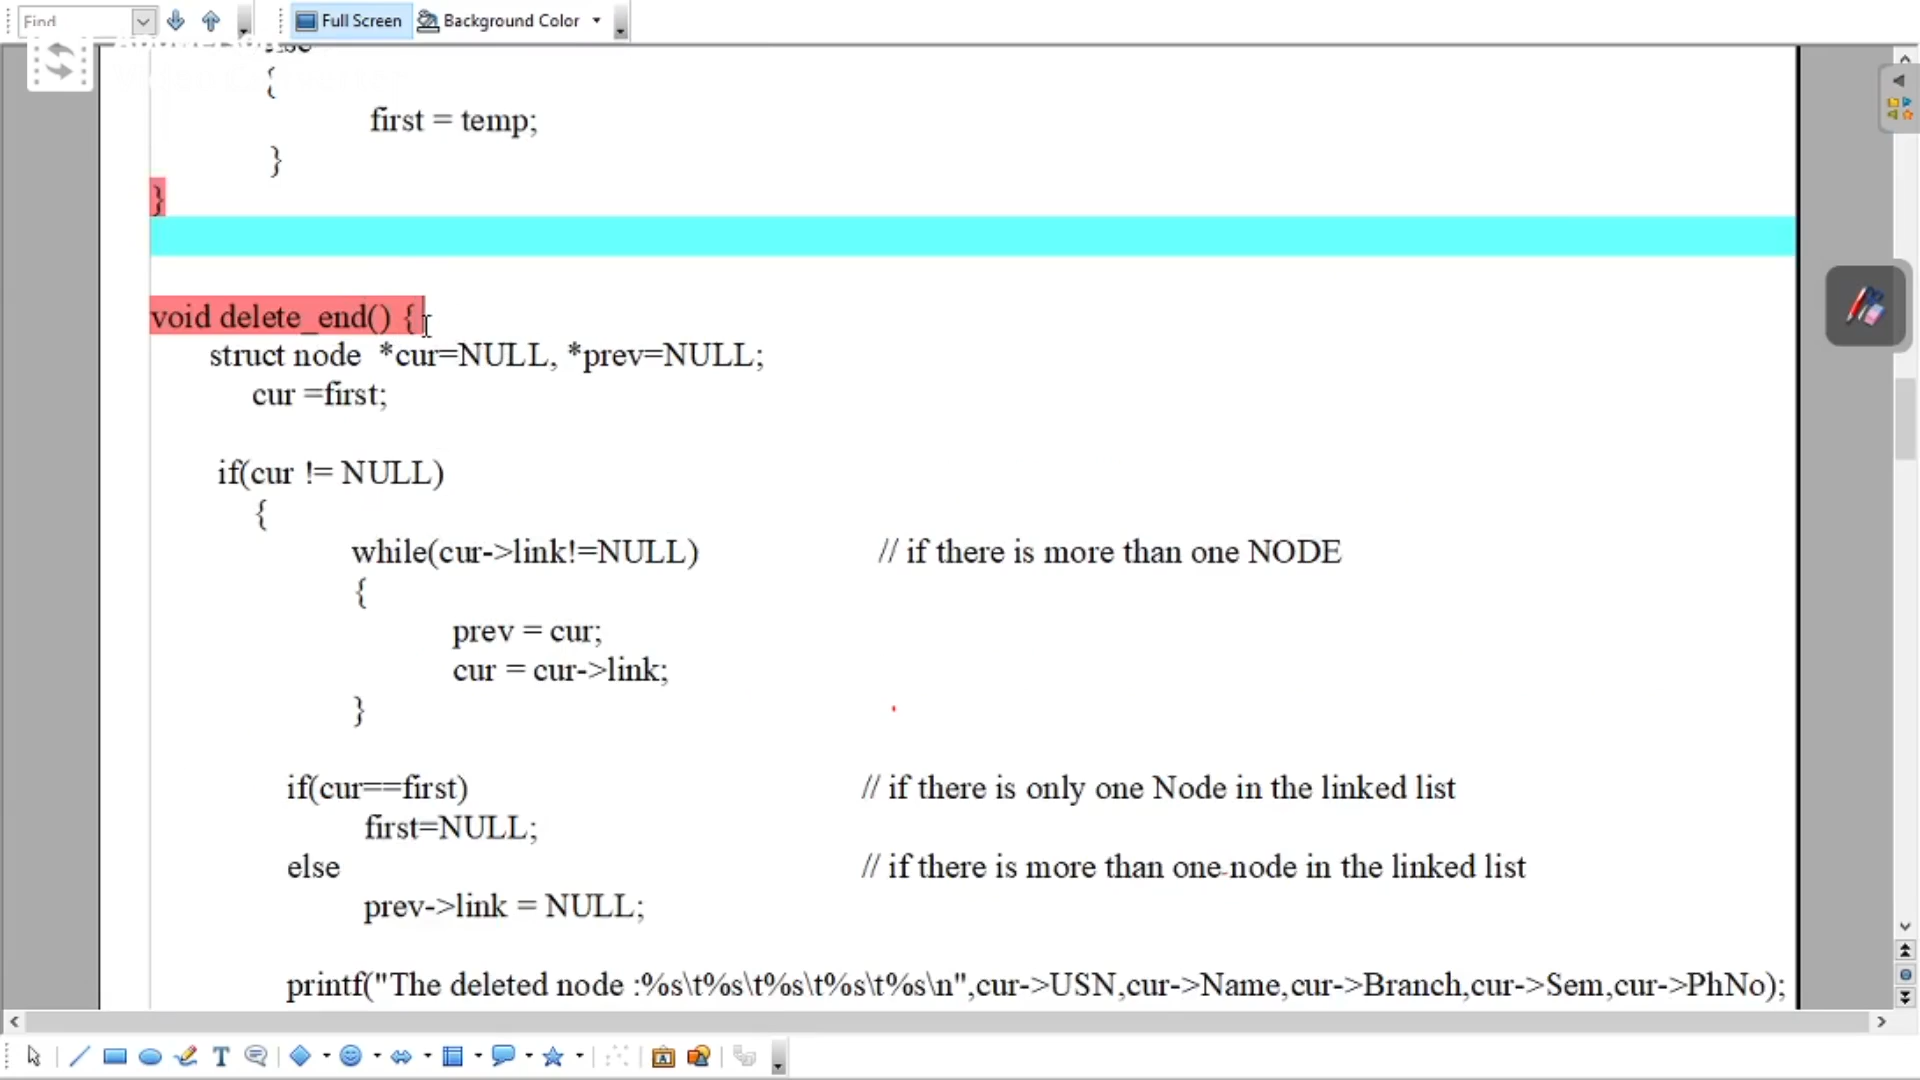 Find
Full Screen
Background Color
{
first = temp;
}
}
void delete_end() {
struct node *cur=NULL, *prev=NULL;
cur =first;
if(cur != NULL)
{
while(cur->link!=NULL) // if there is more than one NODE
{
prev = cur;
cur = cur->link;
}
if(cur==first) // if there is only one Node in the linked list
first=NULL;
else // if there is more than one node in the linked list
prev->link = NULL;
printf("The deleted node :%s\t%s\t%s\t%s\t%s\n",cur->USN,cur->Name,cur->Branch,cur->Sem,cur->PhNo);